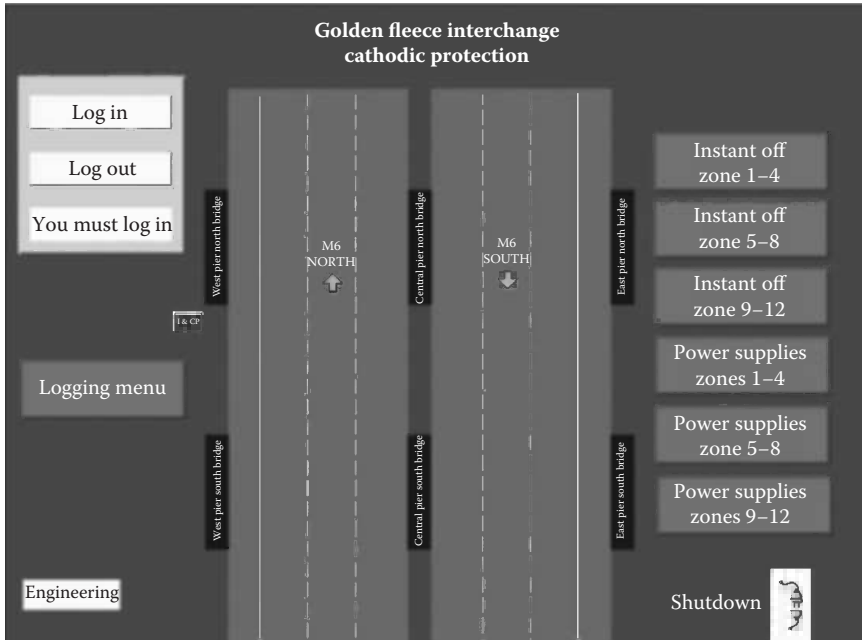 Golden fleece interchange
cathodic protection
Log in
Log out
You must log in
West pier north bridge
M6
NORTH
Central pier north bridge
M6
SOUTH
East pier north bridge
Instant off
zone 1–4
Instant off
zone 5–8
Instant off
zone 9–12
I & CP
Logging menu
Power supplies
zones 1–4
Power supplies
zone 5–8
Power supplies
zones 9–12
West pier south bridge
Central pier south bridge
East pier south bridge
Engineering
Shutdown